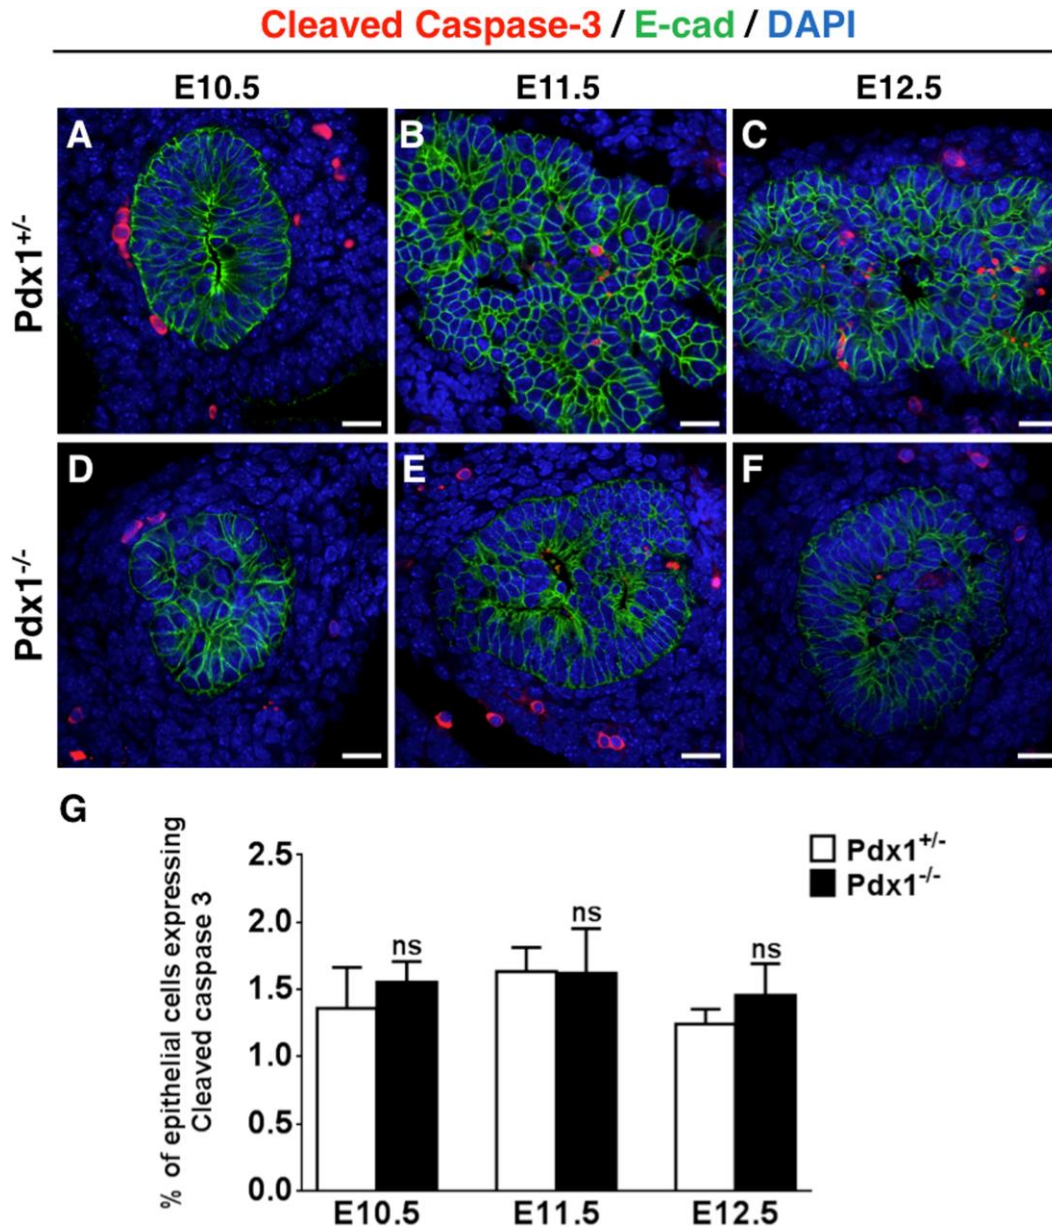 Cleaved Caspase-3 / E-cad / DAPI
E10.5 E11.5 E12.5
Pdx1+/-
A B C
Pdx1-/-
D E F
G
% of epithelial cells expressing
Cleaved caspase 3
Pdx1+/-
Pdx1-/-
2.5
2.0
1.5
1.0
0.5
0.0
ns ns ns
E10.5 E11.5 E12.5